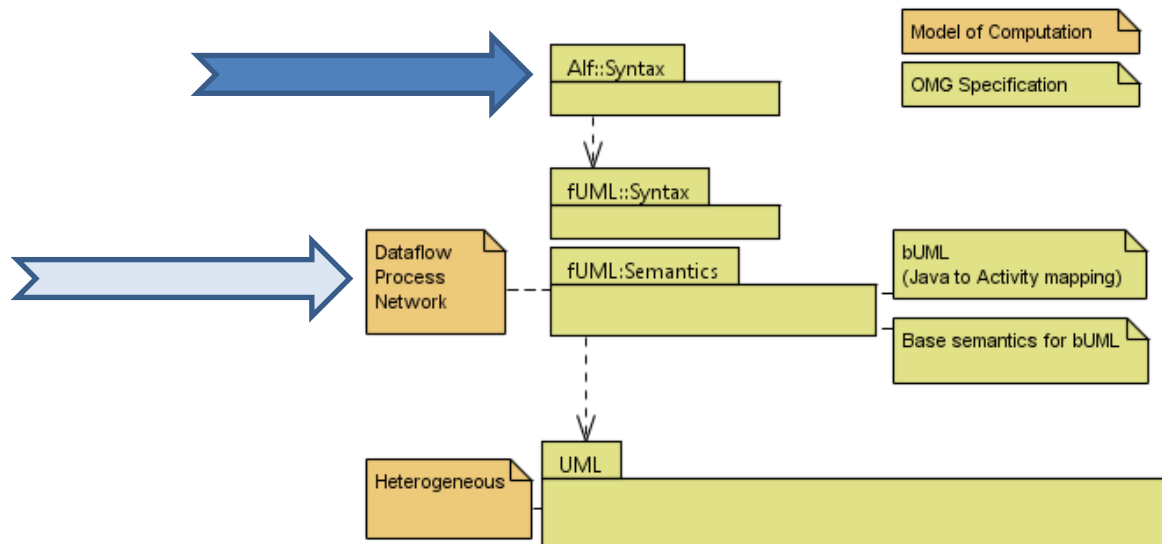 Model of Computation
Alf::Syntax
OMG Specification
fUML::Syntax
Dataflow
Process
Network
fUML:Semantics
bUML
(Java to Activity mapping)
Base semantics for bUML
UML
Heterogeneous